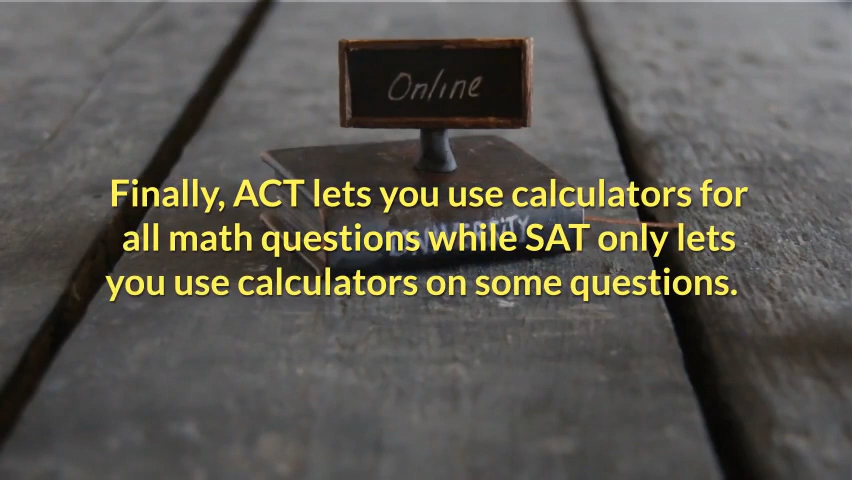 Online
Finally, ACT lets you use calculators for
all math questions while SAT only lets
you use calculators on some questions.
UNIVERSITY